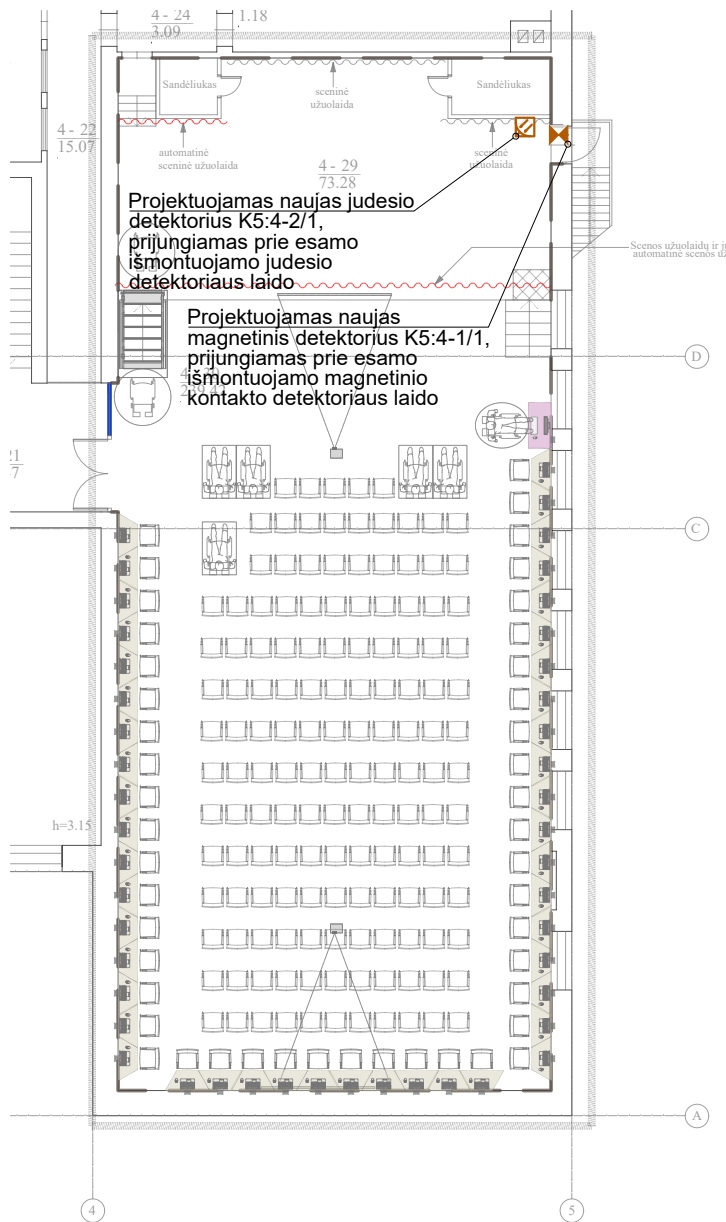 4 - 24
3.09
1.18
Sandėliukas
sceninė
užuolaida
Sandėliukas
4 - 22
15.07
automatinė
sceninė užuolaida
4 - 29
73.28
sceninė
užuolaida
Projektuojamas naujas judesio
detektorius K5:4-2/1,
prijungiamas prie esamo
išmontuojamo judesio
detektoriaus laido
Scenos užuolaidų ir
automatinė scenos
Projektuojamas naujas
magnetinis detektorius K5:4-1/1,
prijungiamas prie esamo
išmontuojamo magnetinio
kontakto detektoriaus laido
D
C
h=3.15
A
4
5